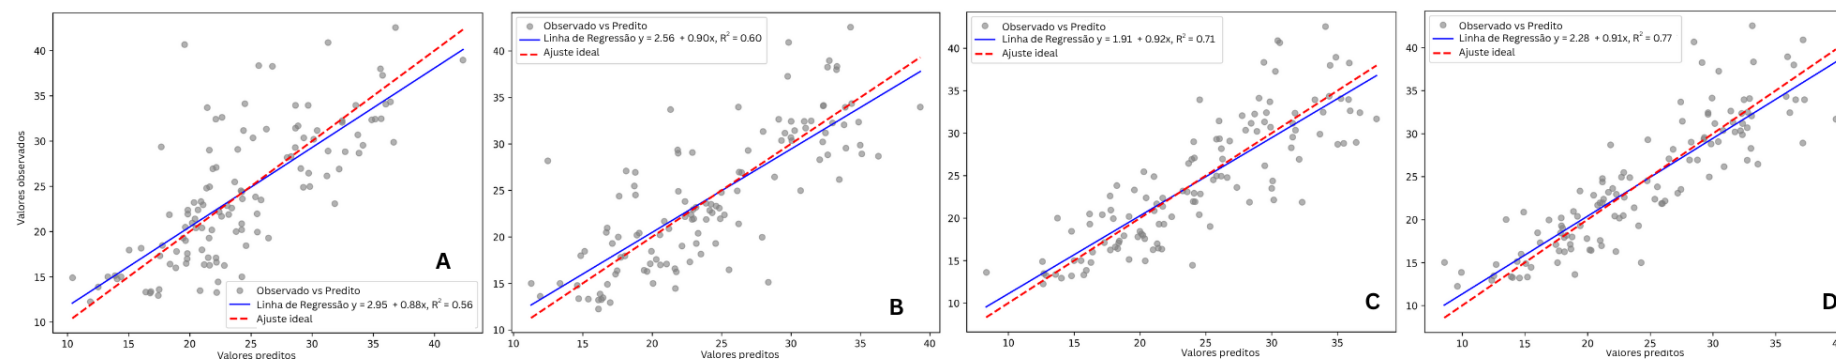 Valores observados
40
35
30
25
20
15
10
10 15 20 25 30 35 40
Valores preditos
A
Observado vs Predito
Linha de Regressão y = 2.95 + 0.88x, R² = 0.56
Ajuste ideal
Observado vs Predito
Linha de Regressão y = 2.56 + 0.90x, R² = 0.60
Ajuste ideal
40
35
30
25
20
15
10
B
10 15 20 25 30 35 40
Valores preditos
Observado vs Predito
Linha de Regressão y = 1.91 + 0.92x, R² = 0.71
Ajuste ideal
40
35
30
25
20
15
10
C
10 15 20 25 30 35
Valores preditos
Observado vs Predito
Linha de Regressão y = 2.28 + 0.91x, R² = 0.77
Ajuste ideal
40
35
30
25
20
15
10
D
10 15 20 25 30 35 40
Valores preditos